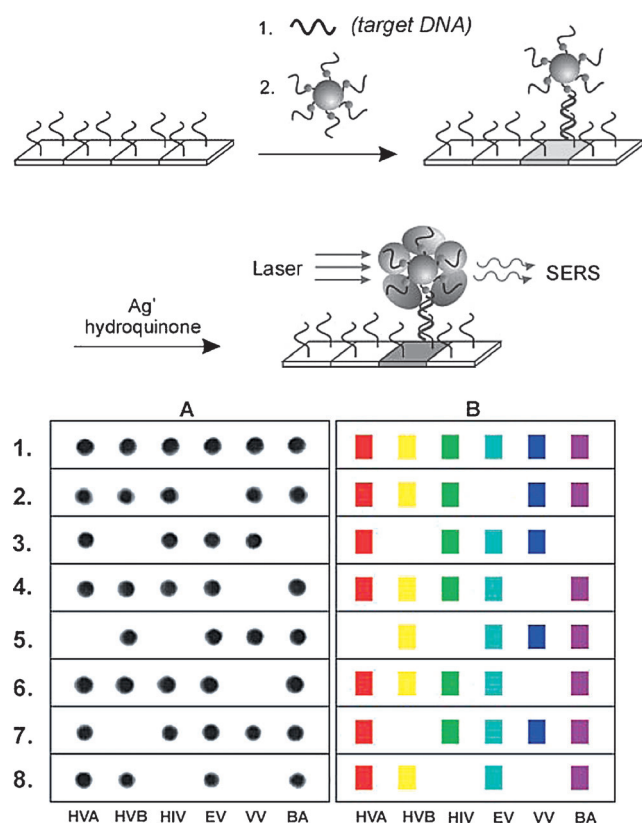 1. (target DNA)
2.
Laser
SERS
Ag'
hydroquinone
A B
1.
2.
3.
4.
5.
6.
7.
8.
HVA HVB HIV EV VV BA HVA HVB HIV EV VV BA